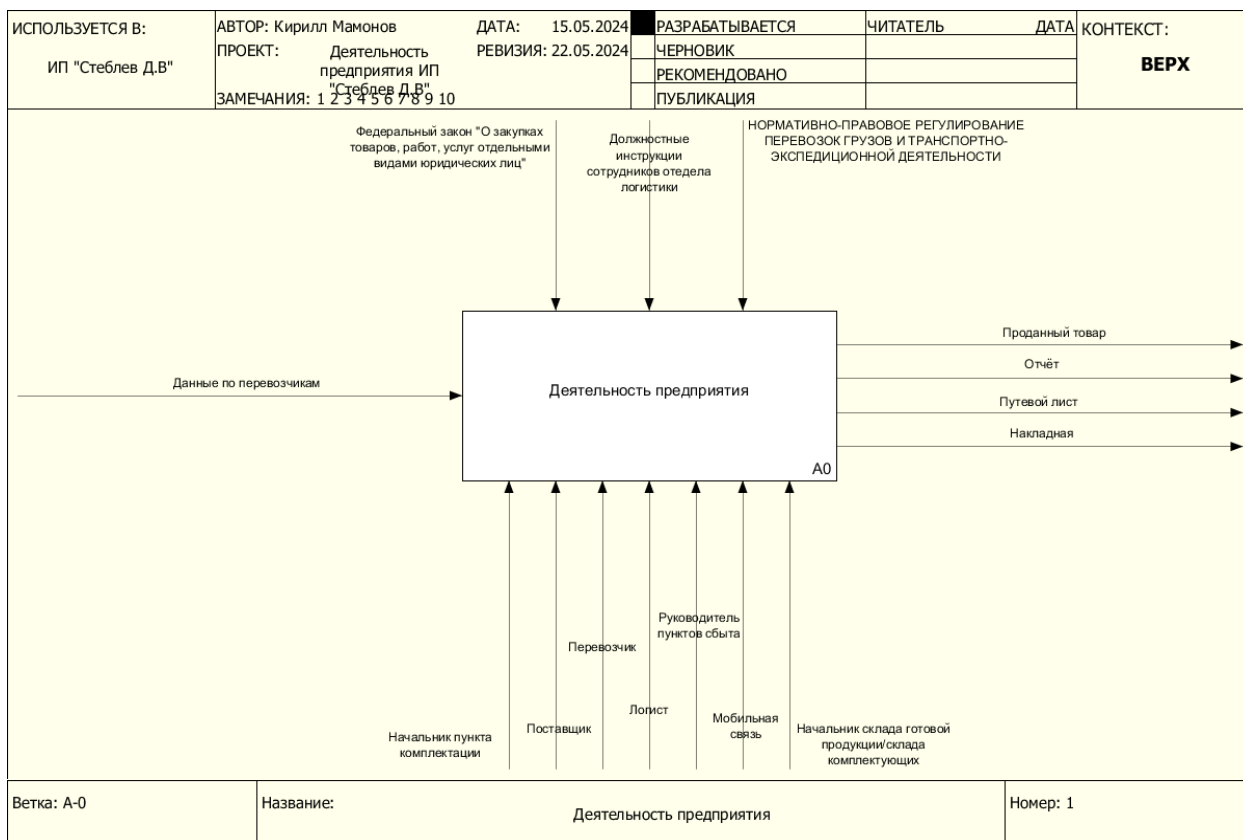 ИСПОЛЬЗУЕТСЯ В:
ИП "Стеблев Д.В"
АВТОР: Кирилл Мамонов
ДАТА: 15.05.2024
ПРОЕКТ: Деятельность
предприятия ИП
"Стеблев Д.В"
РЕВИЗИЯ: 22.05.2024
ЗАМЕЧАНИЯ: 1 2 3 4 5 6 7 8 9 10
РАЗРАБАТЫВАЕТСЯ
ЧЕРНОВИК
РЕКОМЕНДОВАНО
ПУБЛИКАЦИЯ
ЧИТАТЕЛЬ
ДАТА
КОНТЕКСТ:
ВЕРХ
Федеральный закон "О закупках
товаров, работ, услуг отдельными
видами юридических лиц"
Должностные
инструкции
сотрудников отедела
логистики
НОРМАТИВНО-ПРАВОВОЕ РЕГУЛИРОВАНИЕ
ПЕРЕВОЗОК ГРУЗОВ И ТРАНСПОРТНО-
ЭКСПЕДИЦИОННОЙ ДЕЯТЕЛЬНОСТИ
Данные по перевозчикам
Деятельность предприятия
A0
Проданный товар
Отчёт
Путевой лист
Накладная
Начальник пункта
комплектации
Поставщик
Перевозчик
Логист
Руководитель
пунктов сбыта
Мобильная
связь
Начальник склада готовой
продукции/склада
комплектующих
Ветка: A-0
Название:
Деятельность предприятия
Номер: 1